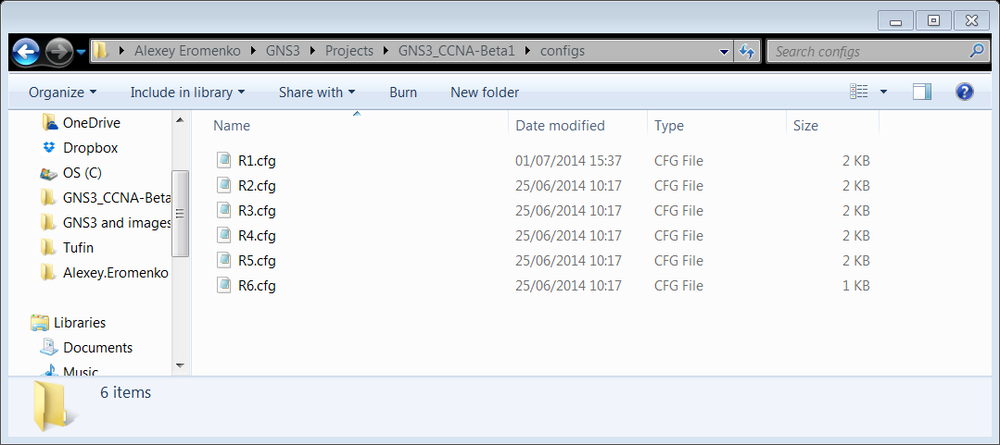 Alexey Eromenko GNS3 Projects GNS3_CCNA-Beta1 configs Search configs
Organize Include in library Share with Burn New folder
OneDrive
Dropbox
OS (C)
GNS3_CCNA-Beta
GNS3 and images
Tufin
Alexey.Eromenko
Libraries
Documents
Music
Name Date modified Type Size
R1.cfg 01/07/2014 15:37 CFG File 2 KB
R2.cfg 25/06/2014 10:17 CFG File 2 KB
R3.cfg 25/06/2014 10:17 CFG File 2 KB
R4.cfg 25/06/2014 10:17 CFG File 2 KB
R5.cfg 25/06/2014 10:17 CFG File 2 KB
R6.cfg 25/06/2014 10:17 CFG File 1 KB
6 items